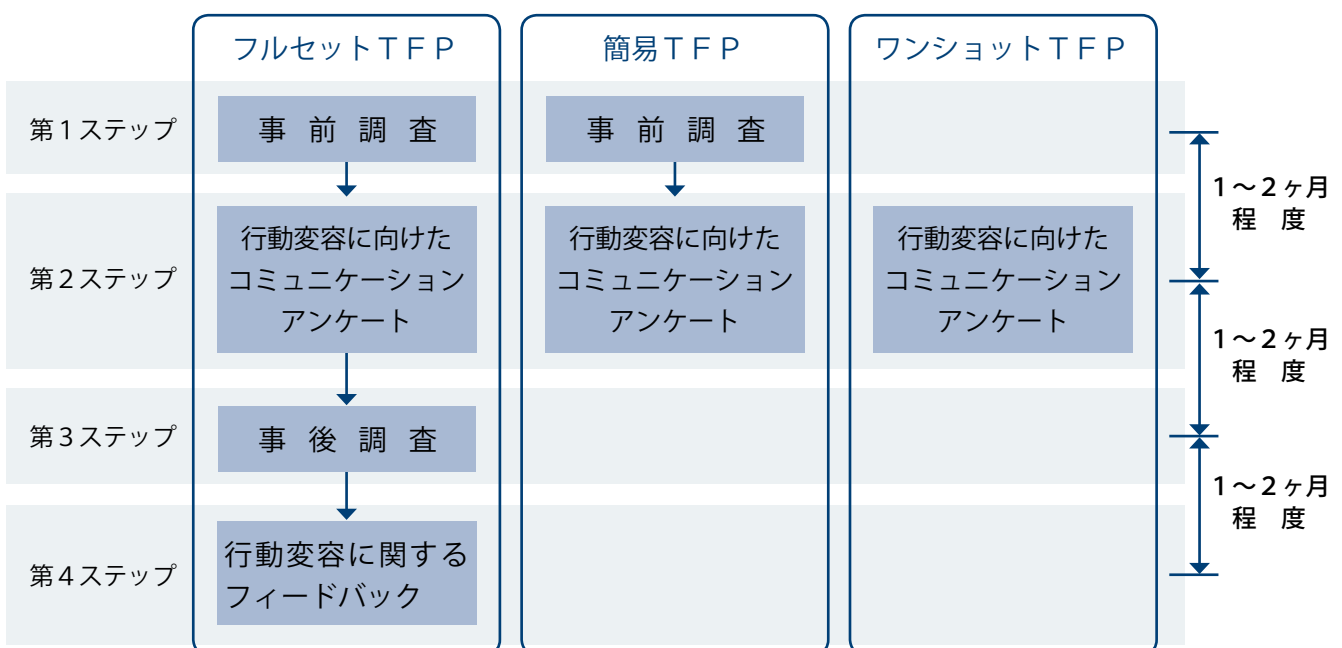 フルセットＴＦＰ
簡易ＴＦＰ
ワンショットＴＦＰ
第１ステップ
事前調査
事前調査
１～２ヶ月
程度
第２ステップ
行動変容に向けた
コミュニケーション
アンケート
行動変容に向けた
コミュニケーション
アンケート
行動変容に向けた
コミュニケーション
アンケート
１～２ヶ月
程度
第３ステップ
事後調査
１～２ヶ月
程度
第４ステップ
行動変容に関する
フィードバック